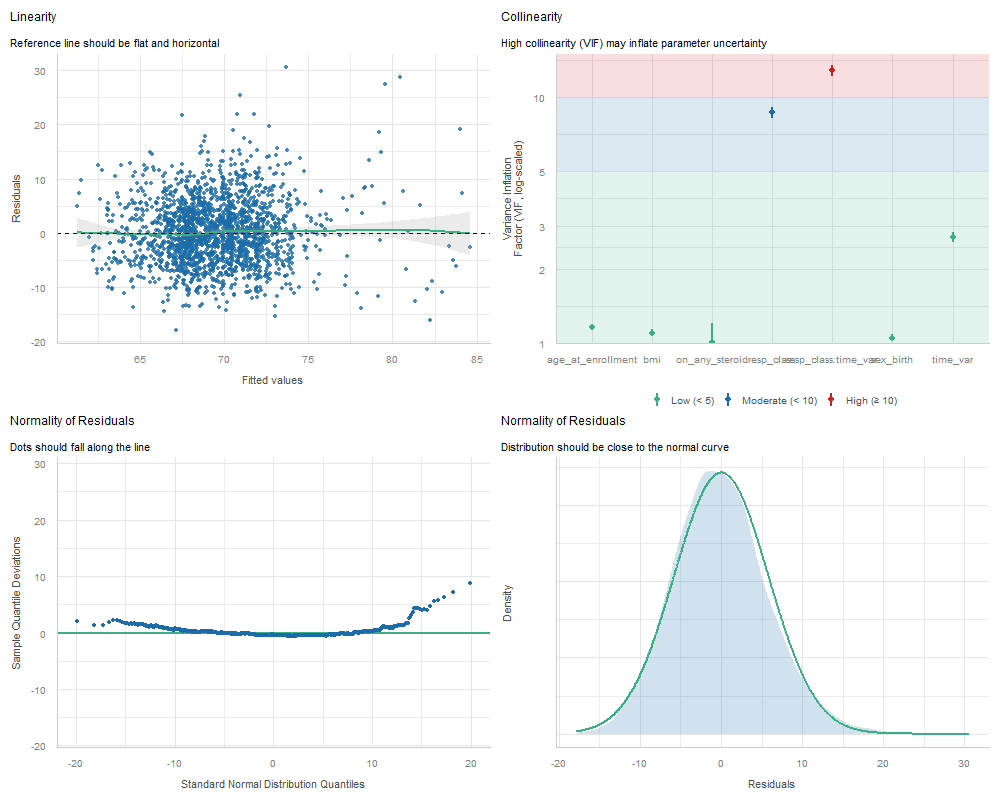 Linearity
Reference line should be flat and horizontal
Residuals
30
20
10
0
-10
-20
65
70
75
80
85
Fitted values
Collinearity
High collinearity (VIF) may inflate parameter uncertainty
Variance Inflation
Factor (VIF, log-scaled)
10
5
3
2
1
age_at_enrollment
bmi
on_any_steroid
resp_class
resp_class:time_var
sex_birth
time_var
Low (< 5)
Moderate (< 10)
High (≥ 10)
Normality of Residuals
Dots should fall along the line
Sample Quantile Deviations
30
20
10
0
-10
-20
-20
-10
0
10
20
Standard Normal Distribution Quantiles
Normality of Residuals
Distribution should be close to the normal curve
Density
-20
-10
0
10
20
30
Residuals